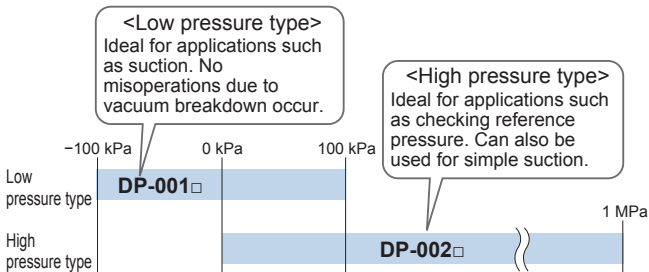 <Low pressure type>
Ideal for applications such
as suction. No
misoperations due to
vacuum breakdown occur.
<High pressure type>
Ideal for applications such
as checking reference
pressure. Can also be
used for simple suction.
−100 kPa
0 kPa
100 kPa
1 MPa
Low
pressure type
DP-001□
High
pressure type
DP-002□